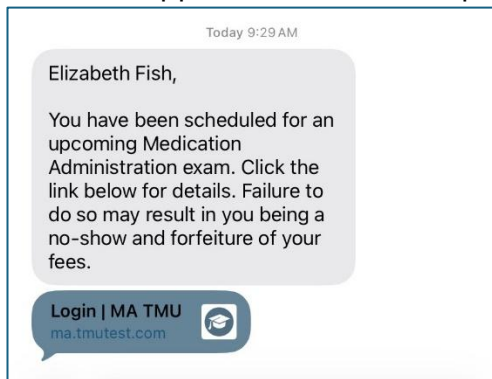 Today 9:29 AM
Elizabeth Fish,
You have been scheduled for an
upcoming Medication
Administration exam. Click the
link below for details. Failure to
do so may result in you being a
no-show and forfeiture of your
fees.
Login | MA TMU
ma.tmutest.com